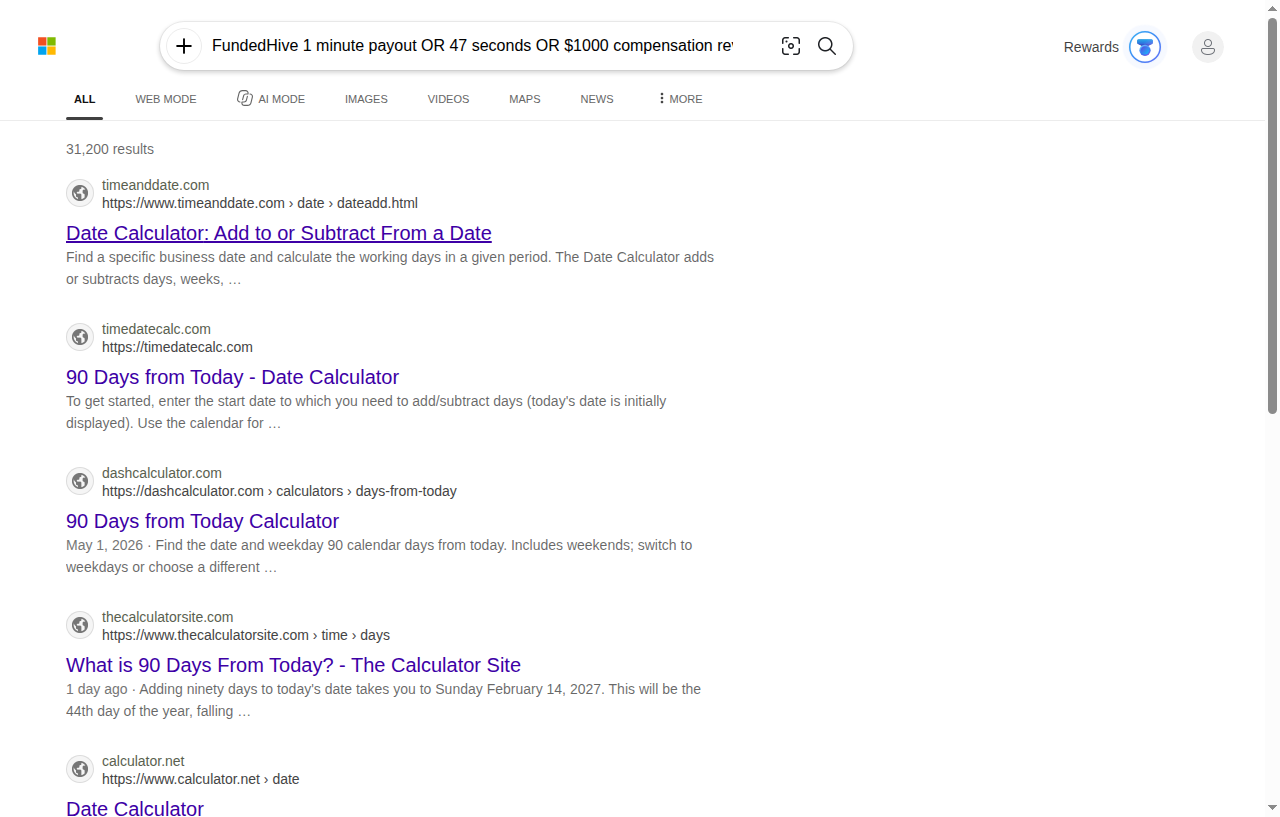 FundedHive 1 minute payout OR 47 seconds OR $1000 compensation re
Rewards
ALL
WEB MODE
AI MODE
IMAGES
VIDEOS
MAPS
NEWS
MORE
31,200 results
timeanddate.com
https://www.timeanddate.com › date › dateadd.html
Date Calculator: Add to or Subtract From a Date
Find a specific business date and calculate the working days in a given period. The Date Calculator adds
or subtracts days, weeks, …
timedatecalc.com
https://timedatecalc.com
90 Days from Today - Date Calculator
To get started, enter the start date to which you need to add/subtract days (today's date is initially
displayed). Use the calendar for …
dashcalculator.com
https://dashcalculator.com › calculators › days-from-today
90 Days from Today Calculator
May 1, 2026 · Find the date and weekday 90 calendar days from today. Includes weekends; switch to
weekdays or choose a different …
thecalculatorsite.com
https://www.thecalculatorsite.com › time › days
What is 90 Days From Today? - The Calculator Site
1 day ago · Adding ninety days to today's date takes you to Sunday February 14, 2027. This will be the
44th day of the year, falling …
calculator.net
https://www.calculator.net › date
Date Calculator